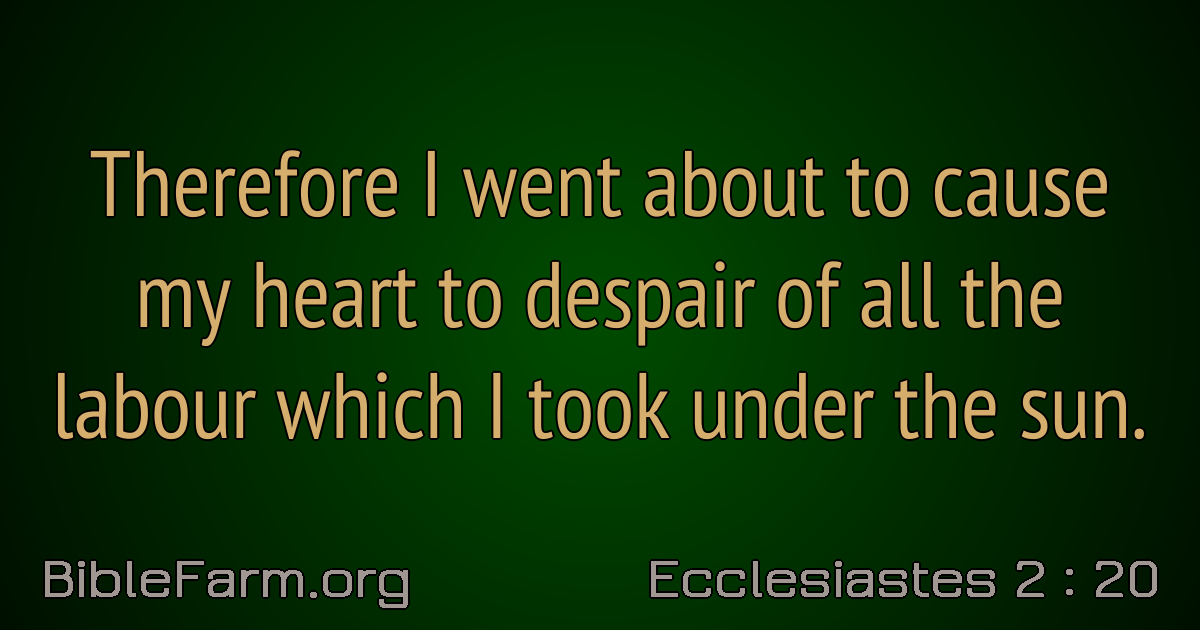 Therefore I went about to cause
my heart to despair of all the
labour which I took under the sun.
BibleFarm.org
Ecclesiastes 2 : 20